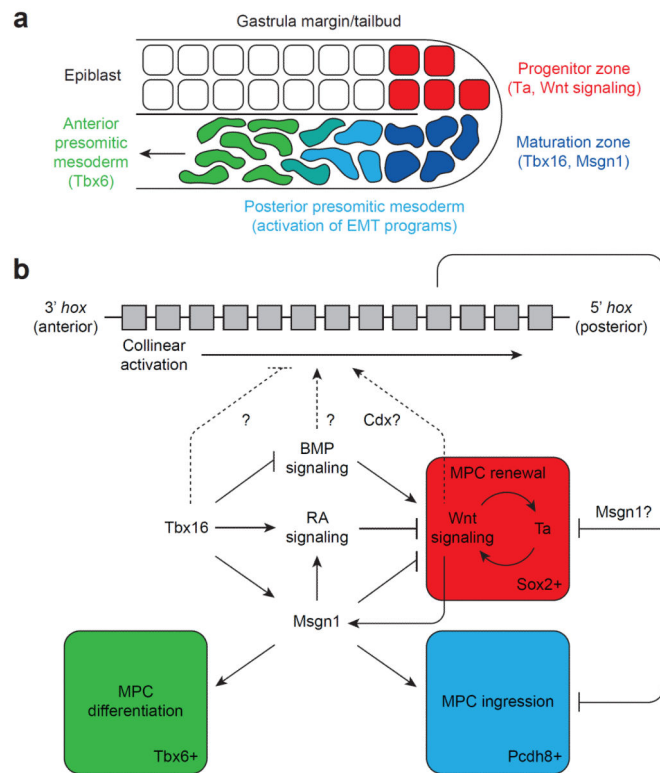 a
Gastrula margin/tailbud
Epiblast
Progenitor zone
(Ta, Wnt signaling)
Anterior
presomitic
mesoderm
(Tbx6)
Maturation zone
(Tbx16, Msgn1)
Posterior presomitic mesoderm
(activation of EMT programs)
b
3' hox
(anterior)
5' hox
(posterior)
Collinear
activation
?
?
Cdx?
BMP
signaling
MPC renewal
Tbx16
RA
signaling
Wnt
signaling
Ta
Msgn1?
Sox2+
Msgn1
MPC
differentiation
Tbx6+
MPC ingression
Pcdh8+